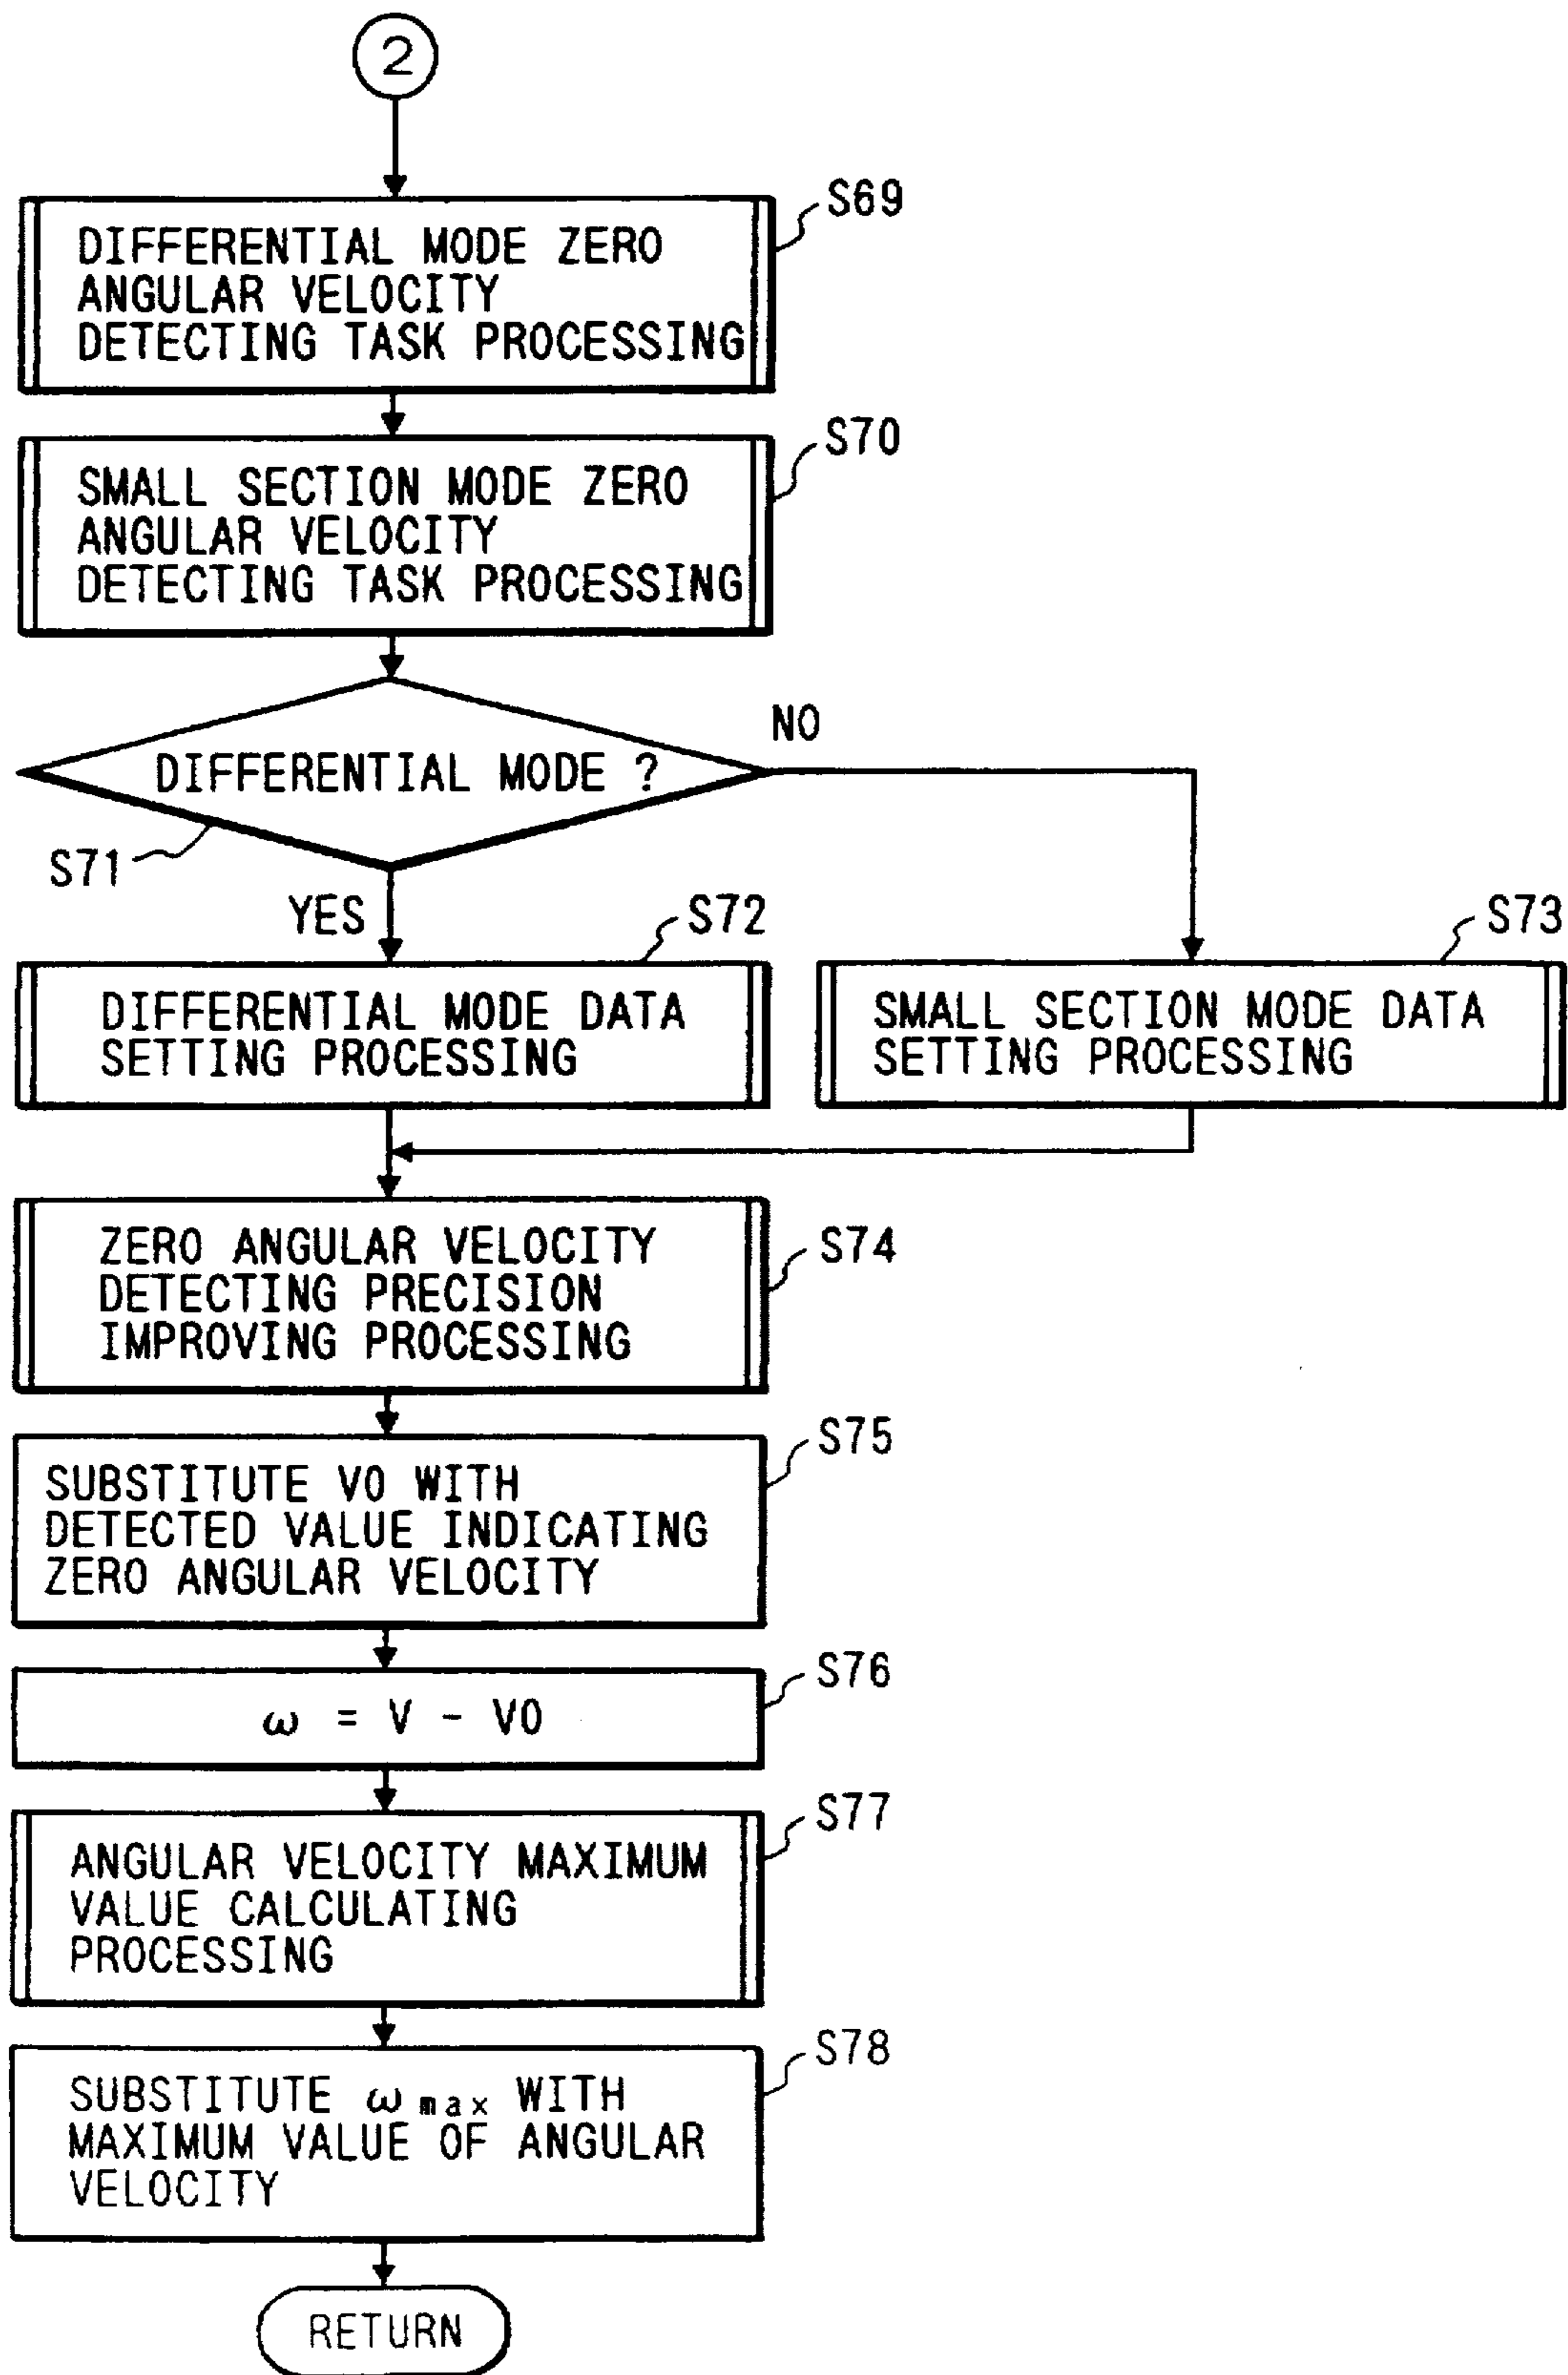 2
S69
DIFFERENTIAL MODE ZERO
ANGULAR VELOCITY
DETECTING TASK PROCESSING
S70
SMALL SECTION MODE ZERO
ANGULAR VELOCITY
DETECTING TASK PROCESSING
NO
DIFFERENTIAL MODE ?
S71
YES
S72
S73
DIFFERENTIAL MODE DATA
SETTING PROCESSING
SMALL SECTION MODE DATA
SETTING PROCESSING
S74
ZERO ANGULAR VELOCITY
DETECTING PRECISION
IMPROVING PROCESSING
S75
SUBSTITUTE V0 WITH
DETECTED VALUE INDICATING
ZERO ANGULAR VELOCITY
S76
ω = V - V0
S77
ANGULAR VELOCITY MAXIMUM
VALUE CALCULATING
PROCESSING
S78
SUBSTITUTE ω max WITH
MAXIMUM VALUE OF ANGULAR
VELOCITY
RETURN